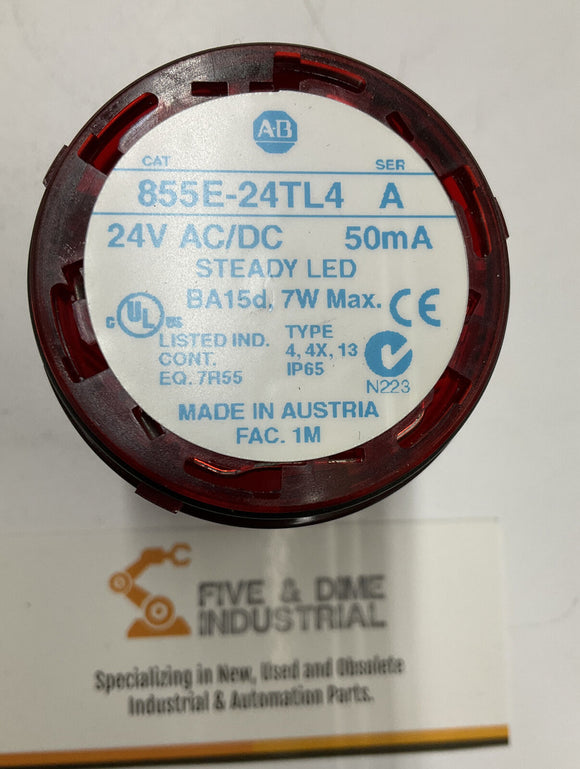 AB
CAT SER
855E-24TL4 A
24V AC/DC 50mA
STEADY LED
BA15d, 7W Max. CE
C UL US
LISTED IND.
CONT.
EQ. 7R55
TYPE
4, 4X, 13
IP65
N223
MADE IN AUSTRIA
FAC. 1M
FIVE & DIME
INDUSTRIAL
Specializing in New, Used and Obsolete
Industrial & Automation Parts.